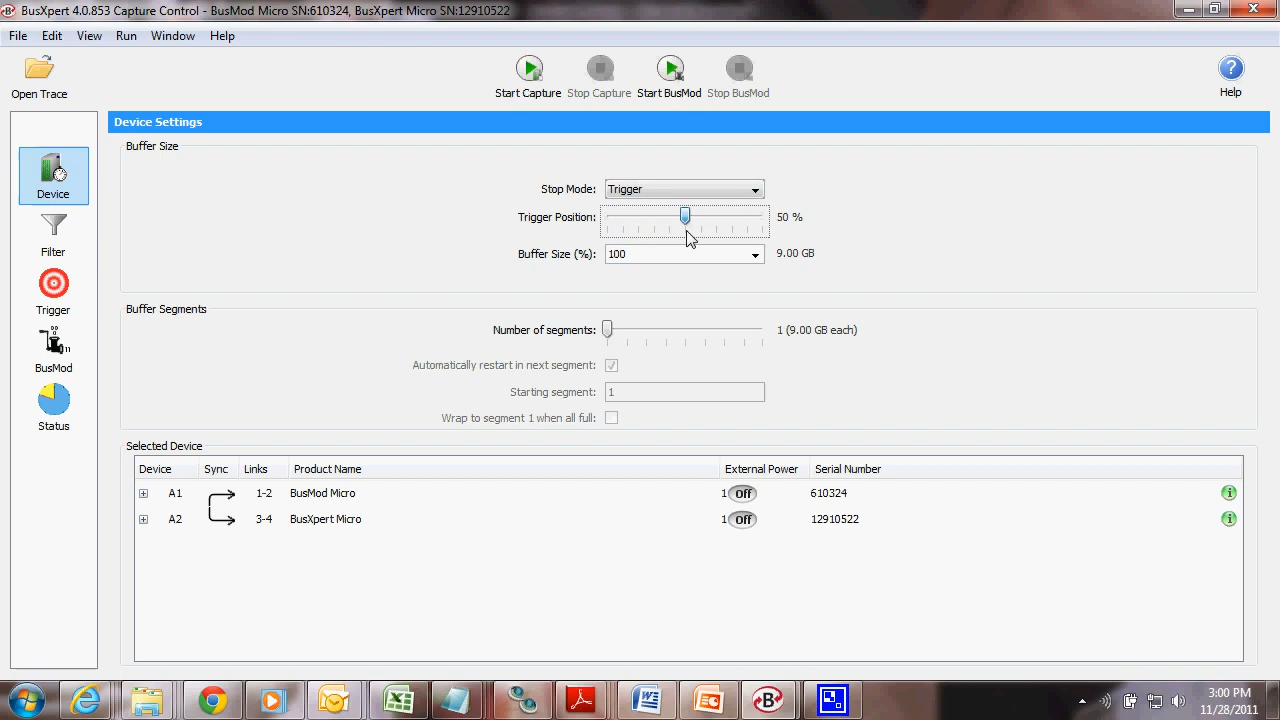 BusXpert 4.0.853 Capture Control - BusMod Micro SN:610324, BusXpert Micro SN:12910522
File Edit View Run Window Help
Open Trace Start Capture Stop Capture Start BusMod Stop BusMod Help
Device Settings
Device
Filter
Trigger
BusMod
Status
Buffer Size
Stop Mode: Trigger
Trigger Position: 50 %
Buffer Size (%): 100 9.00 GB
Buffer Segments
Number of segments: 1 (9.00 GB each)
Automatically restart in next segment:
Starting segment: 1
Wrap to segment 1 when all full:
Selected Device
Device Sync Links Product Name External Power Serial Number
A1 1-2 BusMod Micro 1 Off 610324
A2 3-4 BusXpert Micro 1 Off 12910522
3:00 PM
11/28/2011